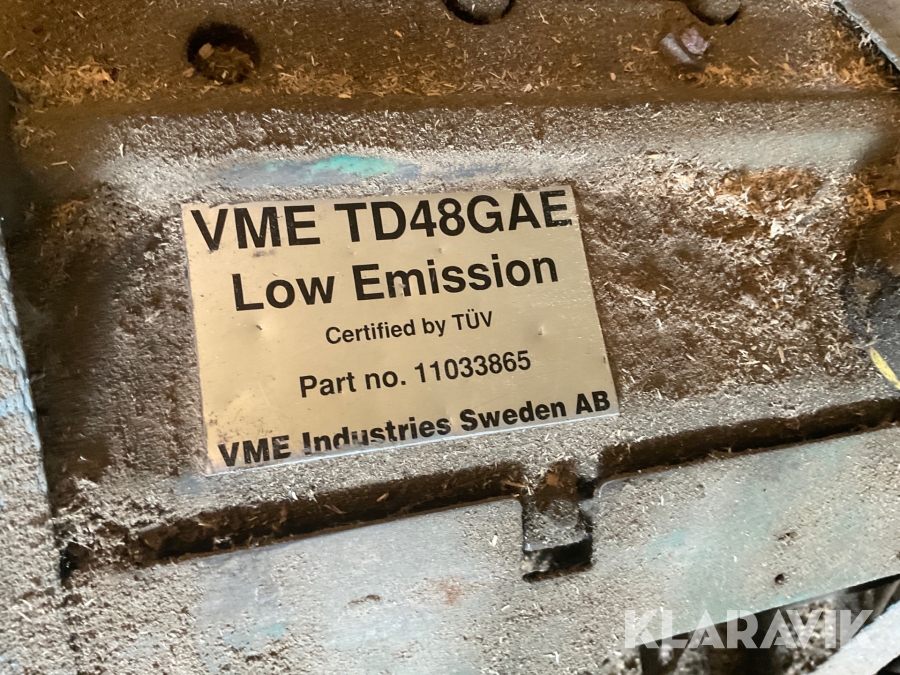 VME TD48GAE
Low Emission
Certified by TÜV
Part no. 11033865
VME Industries Sweden AB
KLARAVIK